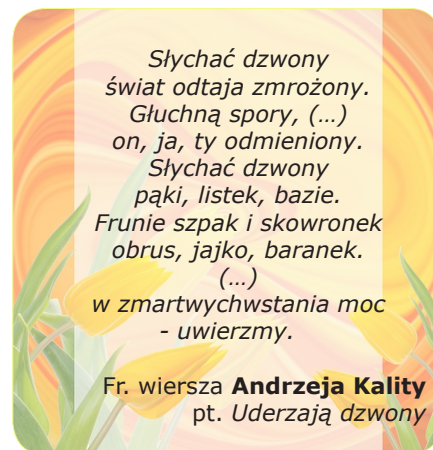 Słychać dzwony
świat odtaja zmrożony.
Głuchną spory, (...)
on, ja, ty odmieniony.
Słychać dzwony
pąki, listek, bazie.
Frunie szpak i skowronek
obrus, jajko, baranek.
(...)
w zmartwychwstania moc
- uwierzmy.
Fr. wiersza Andrzeja Kality
pt. Uderzają dzwony